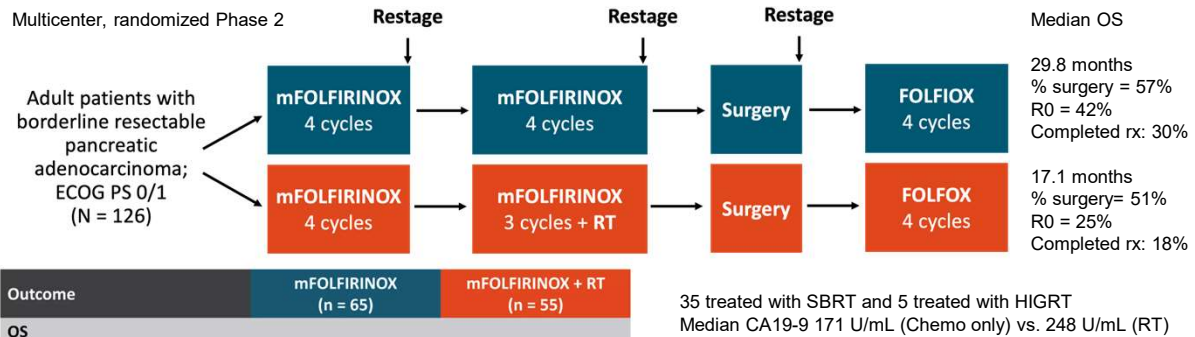 Multicenter, randomized Phase 2
Restage
Restage
Restage
Median OS
Adult patients with
borderline resectable
pancreatic
adenocarcinoma;
ECOG PS 0/1
(N = 126)
mFOLFIRINOX
4 cycles
mFOLFIRINOX
4 cycles
Surgery
FOLFIOX
4 cycles
29.8 months
% surgery = 57%
R0 = 42%
Completed rx: 30%
mFOLFIRINOX
4 cycles
mFOLFIRINOX
3 cycles + RT
Surgery
FOLFOX
4 cycles
17.1 months
% surgery= 51%
R0 = 25%
Completed rx: 18%
Outcome
mFOLFIRINOX
(n = 65)
mFOLFIRINOX + RT
(n = 55)
OS
35 treated with SBRT and 5 treated with HIGRT
Median CA19-9 171 U/mL (Chemo only) vs. 248 U/mL (RT)